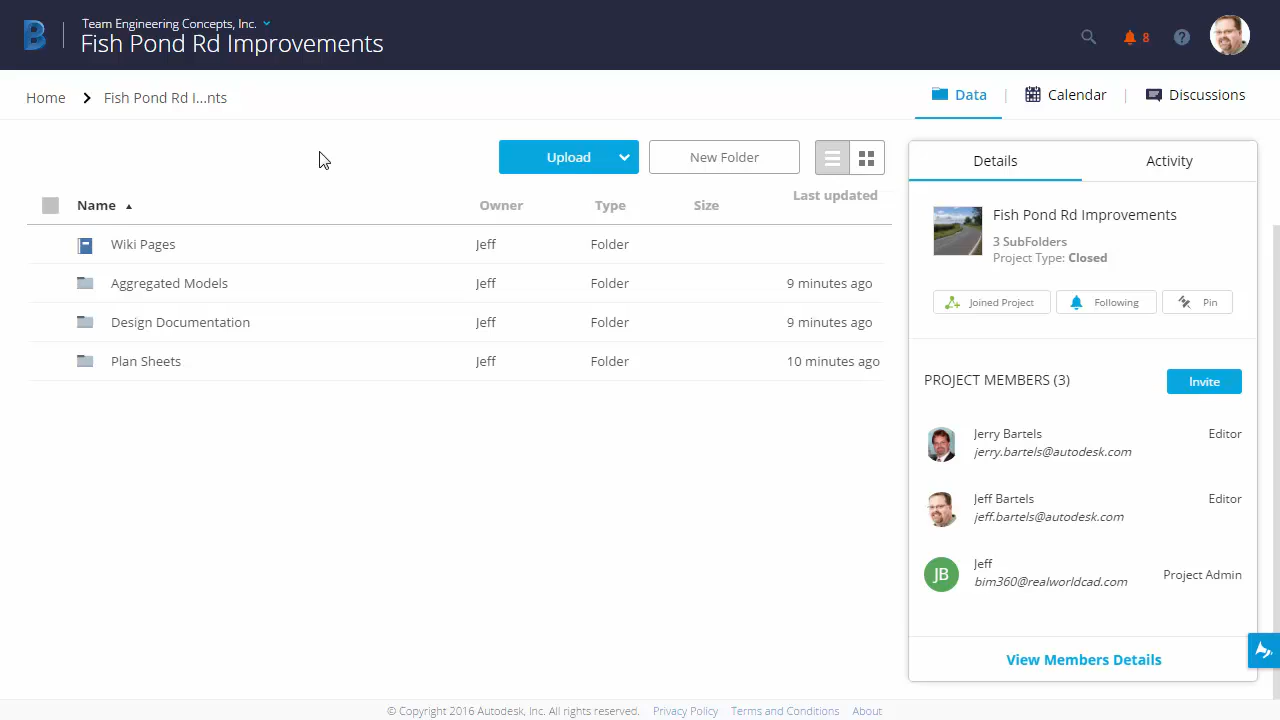 Team Engineering Concepts, Inc.
Fish Pond Rd Improvements
8
Home
Fish Pond Rd I...nts
Data
Calendar
Discussions
Upload
New Folder
Name
Owner
Type
Size
Last updated
Wiki Pages
Jeff
Folder
Aggregated Models
Jeff
Folder
9 minutes ago
Design Documentation
Jeff
Folder
9 minutes ago
Plan Sheets
Jeff
Folder
10 minutes ago
Details
Activity
Fish Pond Rd Improvements
3 SubFolders
Project Type: Closed
Joined Project
Following
Pin
PROJECT MEMBERS (3)
Invite
Jerry Bartels
Editor
jerry.bartels@autodesk.com
Jeff Bartels
Editor
jeff.bartels@autodesk.com
JB
Jeff
Project Admin
bim360@realworldcad.com
View Members Details
© Copyright 2016 Autodesk, Inc. All rights reserved.
Privacy Policy
Terms and Conditions
About